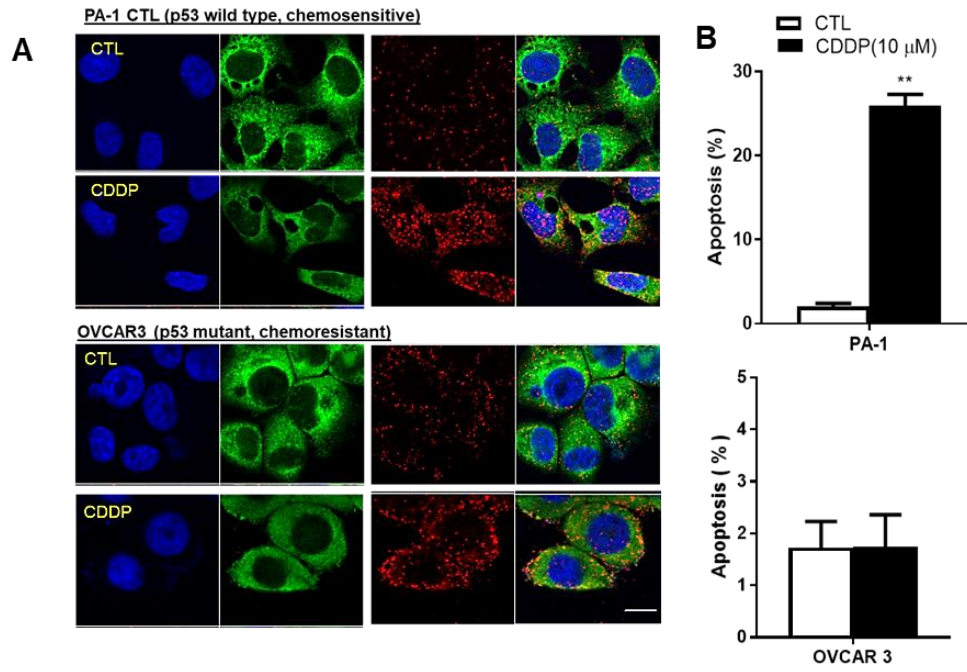 PA-1 CTL (p53 wild type, chemosensitive)
A
CTL
CDDP
OVCAR3 (p53 mutant, chemoresistant)
CTL
CDDP
B
CTL
CDDP(10 μM)
Apoptosis (%)
30
20
10
0
**
PA-1
Apoptosis ( % )
5
4
3
2
1
0
OVCAR 3